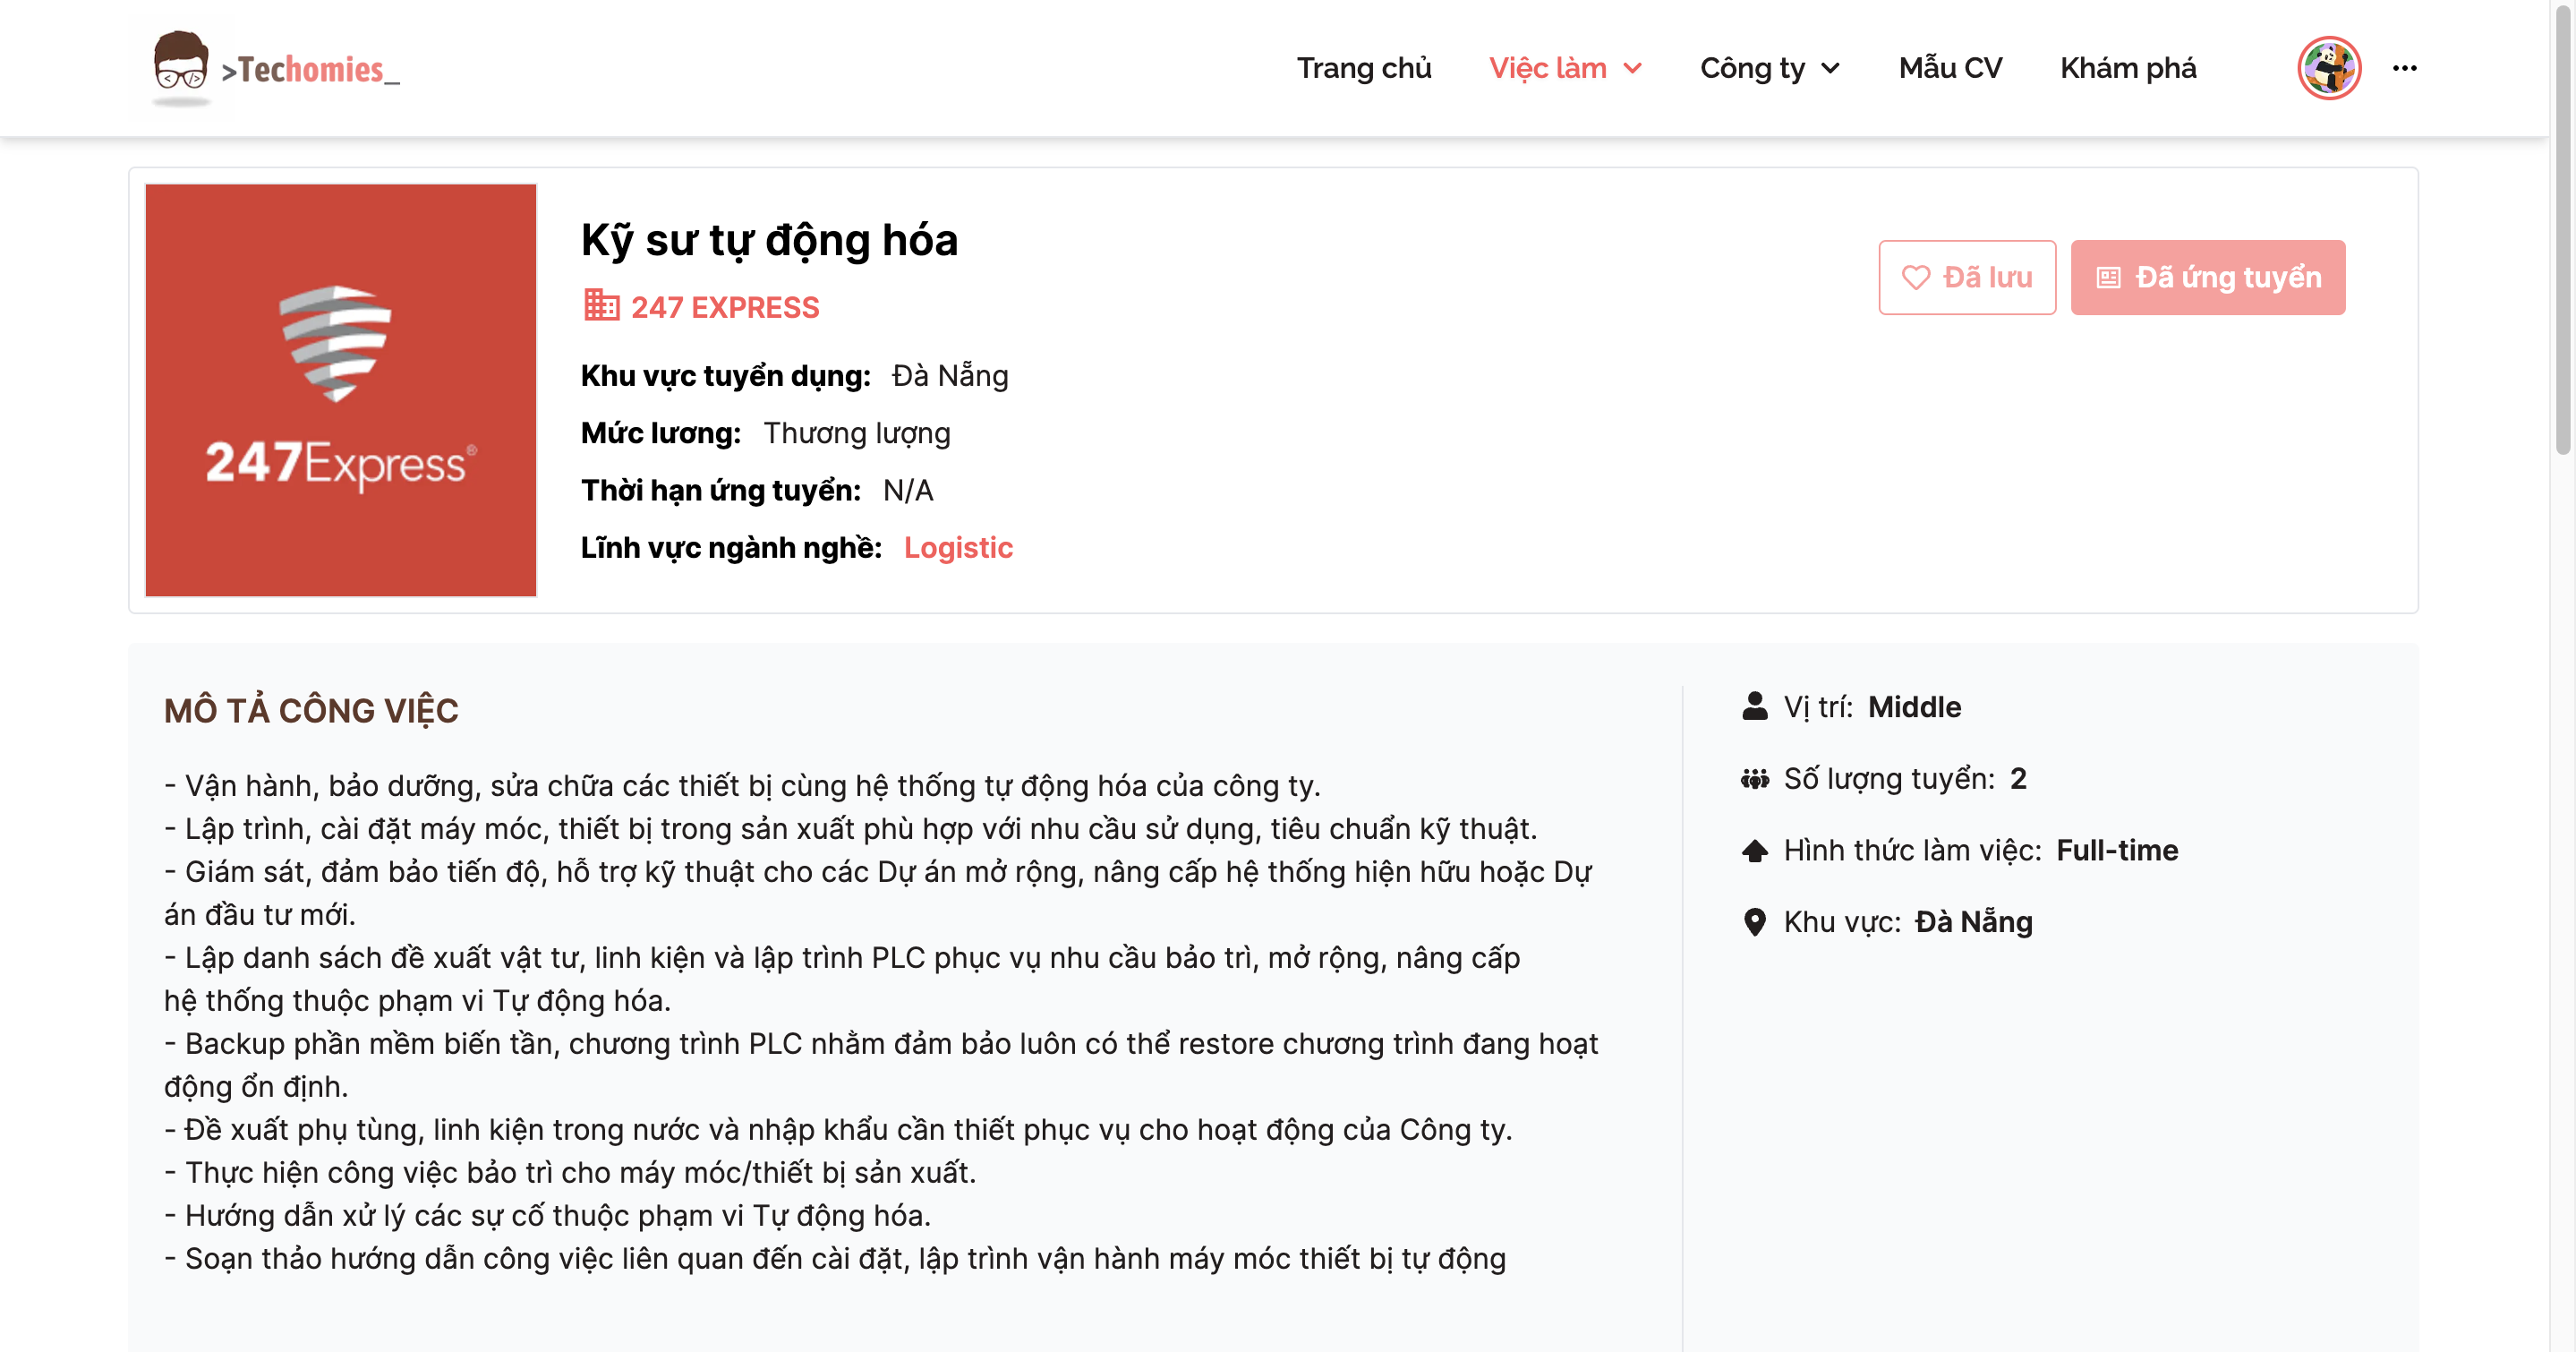 >Techomies_
Trang chủ
Việc làm
Công ty
Mẫu CV
Khám phá
247Express®
Kỹ sư tự động hóa
247 EXPRESS
Khu vực tuyển dụng: Đà Nẵng
Mức lương: Thương lượng
Thời hạn ứng tuyển: N/A
Lĩnh vực ngành nghề: Logistic
Đã lưu
Đã ứng tuyển
MÔ TẢ CÔNG VIỆC
- Vận hành, bảo dưỡng, sửa chữa các thiết bị cùng hệ thống tự động hóa của công ty.
- Lập trình, cài đặt máy móc, thiết bị trong sản xuất phù hợp với nhu cầu sử dụng, tiêu chuẩn kỹ thuật.
- Giám sát, đảm bảo tiến độ, hỗ trợ kỹ thuật cho các Dự án mở rộng, nâng cấp hệ thống hiện hữu hoặc Dự
án đầu tư mới.
- Lập danh sách đề xuất vật tư, linh kiện và lập trình PLC phục vụ nhu cầu bảo trì, mở rộng, nâng cấp
hệ thống thuộc phạm vi Tự động hóa.
- Backup phần mềm biến tần, chương trình PLC nhằm đảm bảo luôn có thể restore chương trình đang hoạt
động ổn định.
- Đề xuất phụ tùng, linh kiện trong nước và nhập khẩu cần thiết phục vụ cho hoạt động của Công ty.
- Thực hiện công việc bảo trì cho máy móc/thiết bị sản xuất.
- Hướng dẫn xử lý các sự cố thuộc phạm vi Tự động hóa.
- Soạn thảo hướng dẫn công việc liên quan đến cài đặt, lập trình vận hành máy móc thiết bị tự động
Vị trí: Middle
Số lượng tuyển: 2
Hình thức làm việc: Full-time
Khu vực: Đà Nẵng